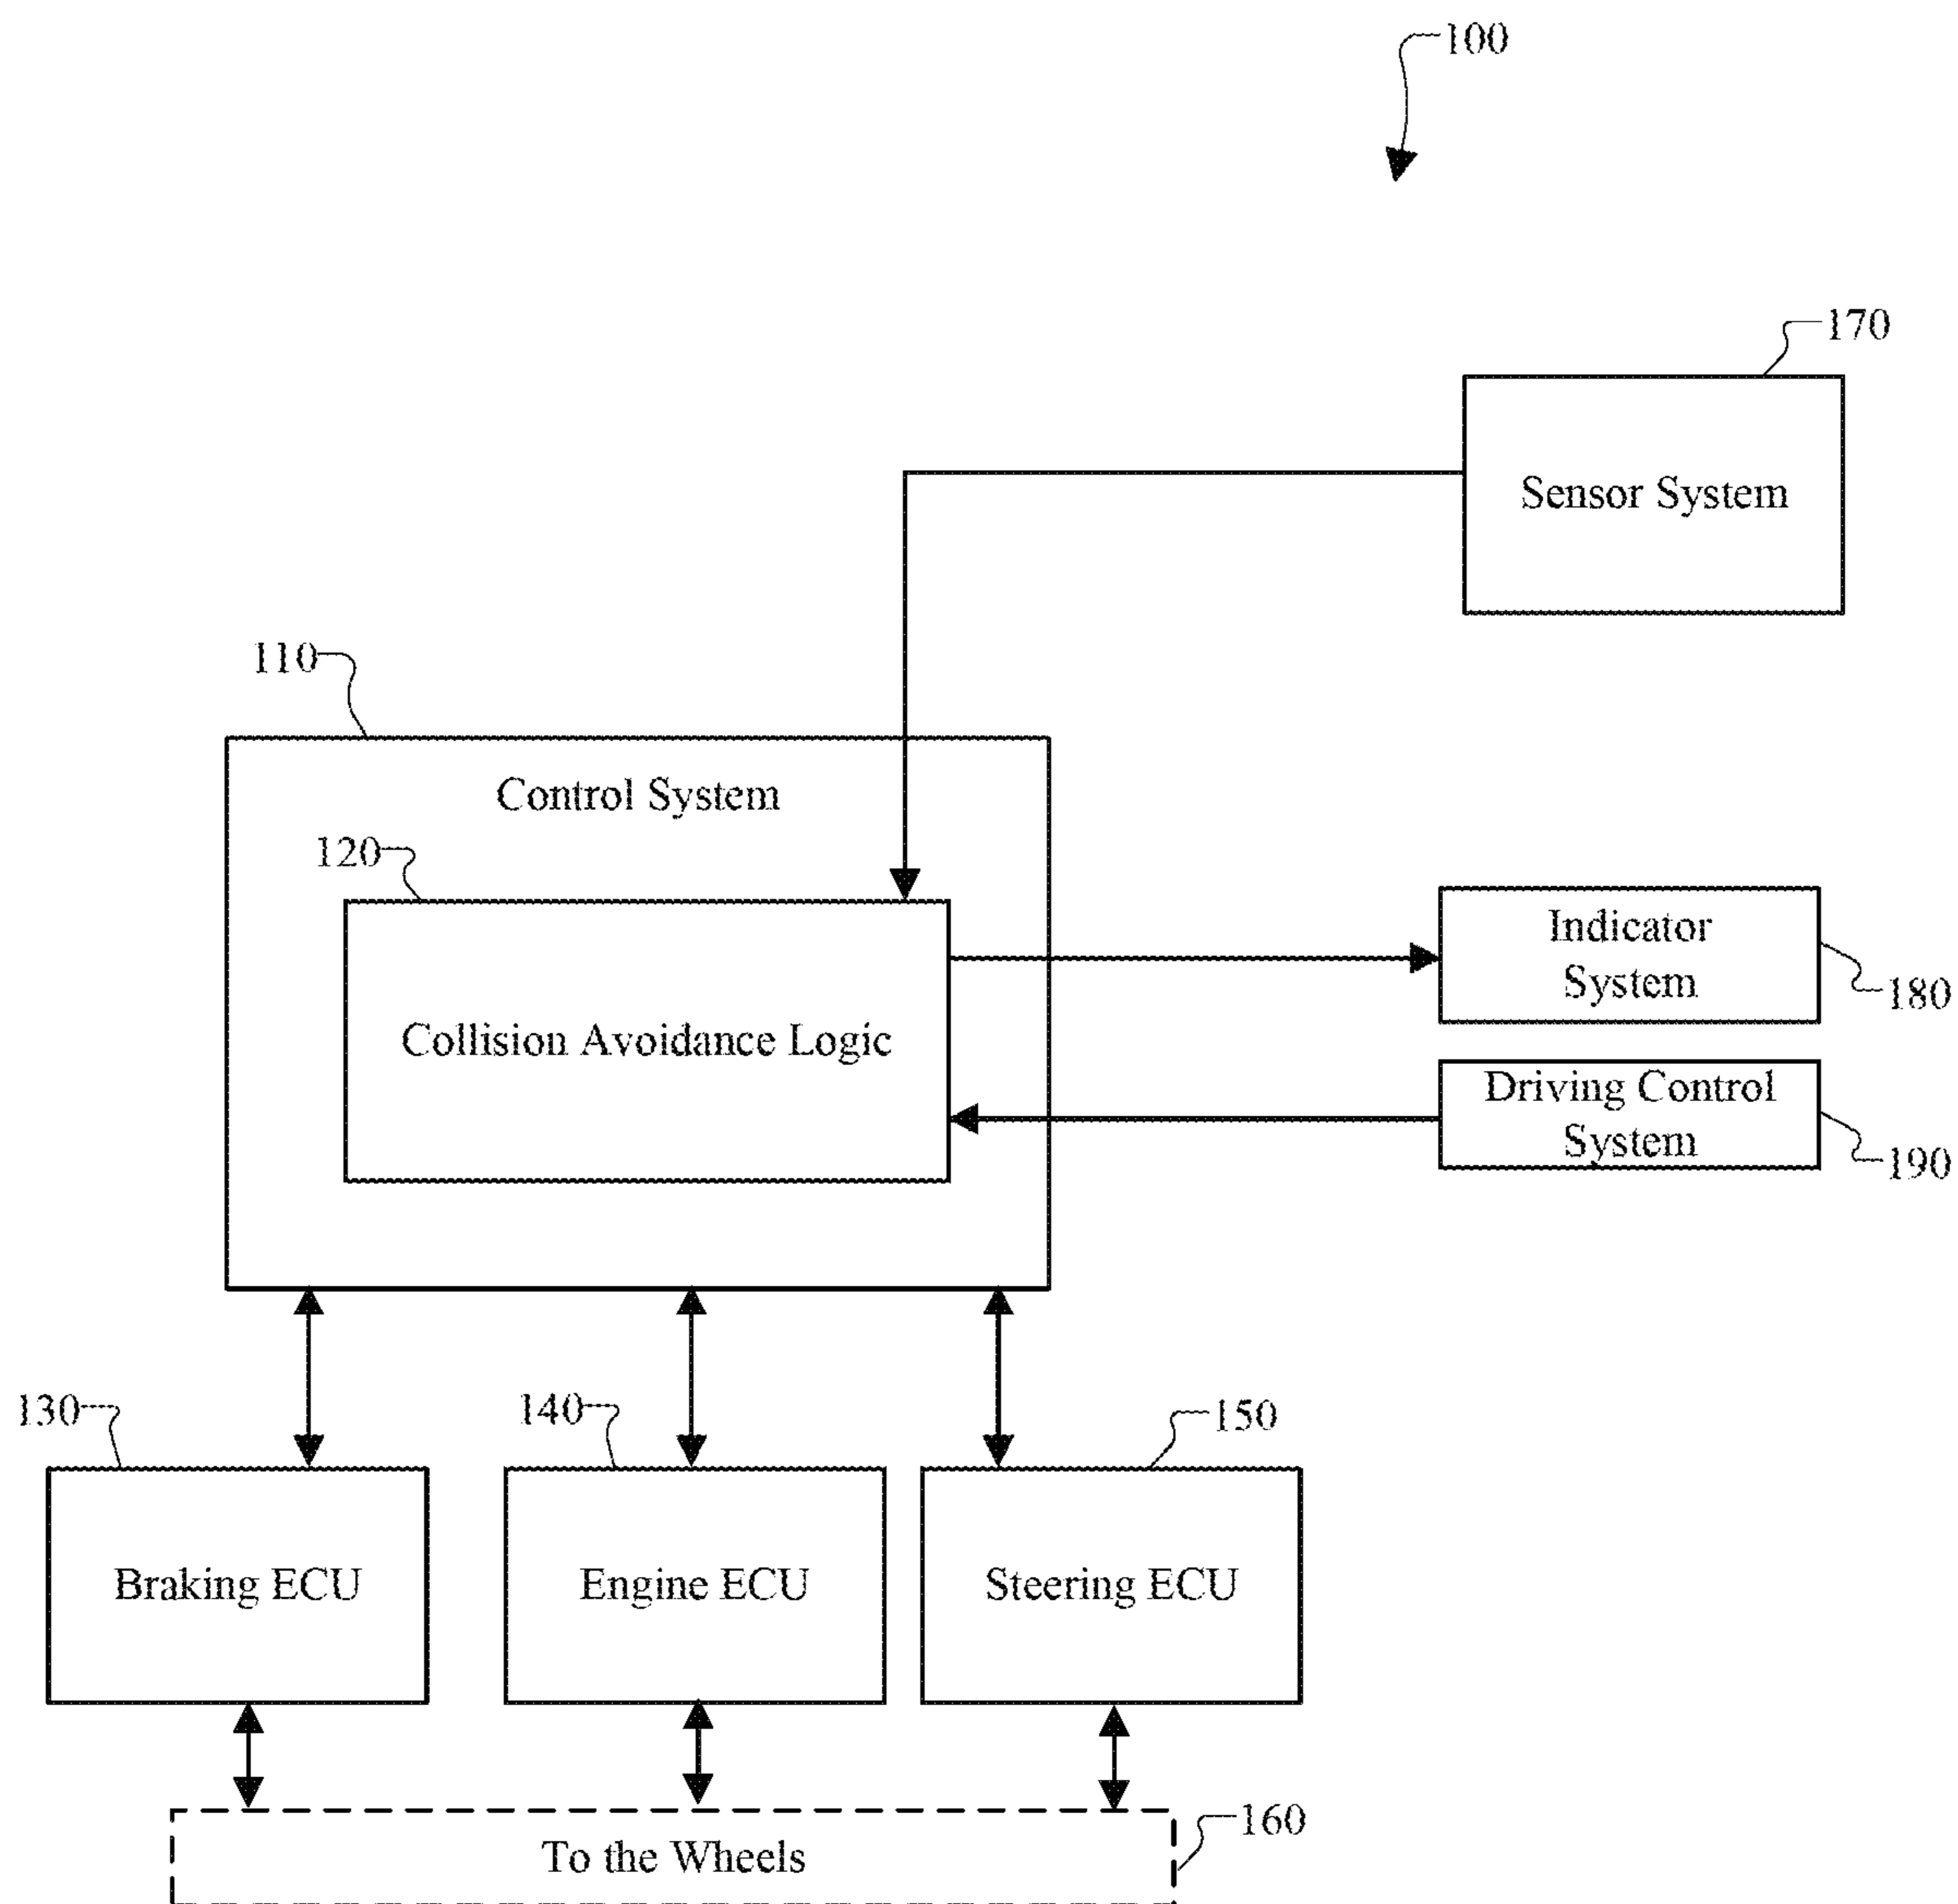 100
170
Sensor System
110
Control System
120
Collision Avoidance Logic
Indicator
System
180
Driving Control
System
190
130
140
150
Braking ECU
Engine ECU
Steering ECU
160
To the Wheels